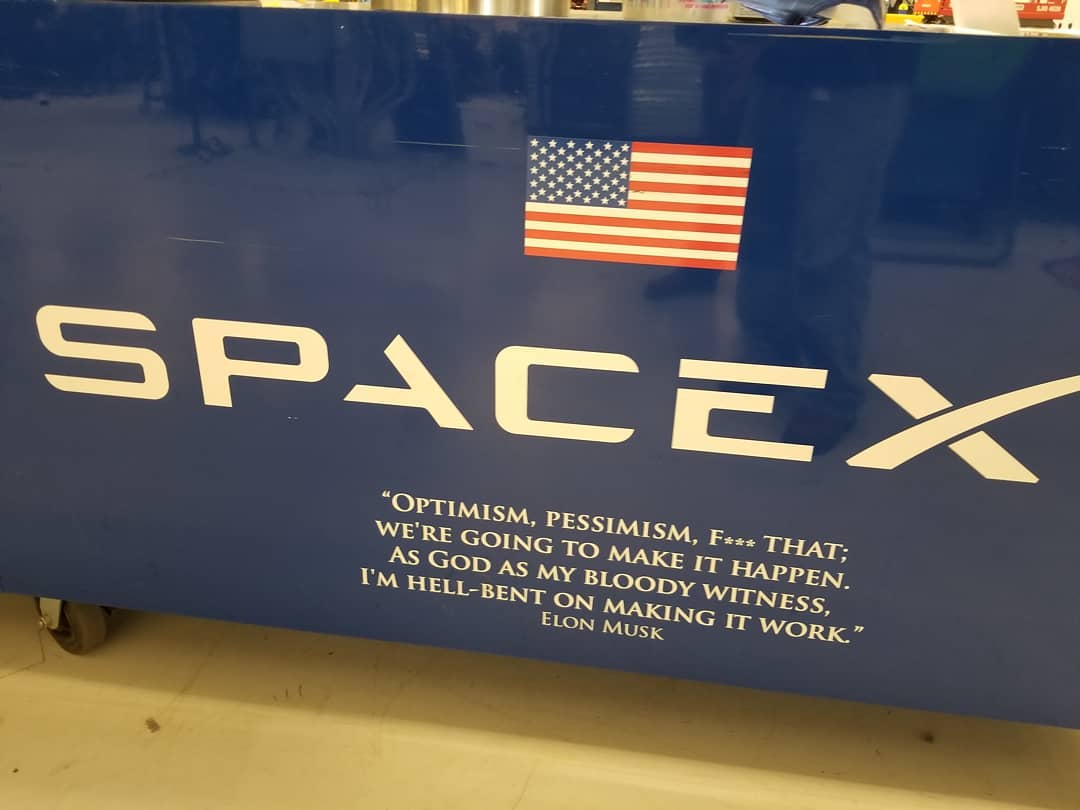 SPACEX
“OPTIMISM, PESSIMISM, F*** THAT;
WE'RE GOING TO MAKE IT HAPPEN.
AS GOD AS MY BLOODY WITNESS,
I'M HELL-BENT ON MAKING IT WORK.”
ELON MUSK